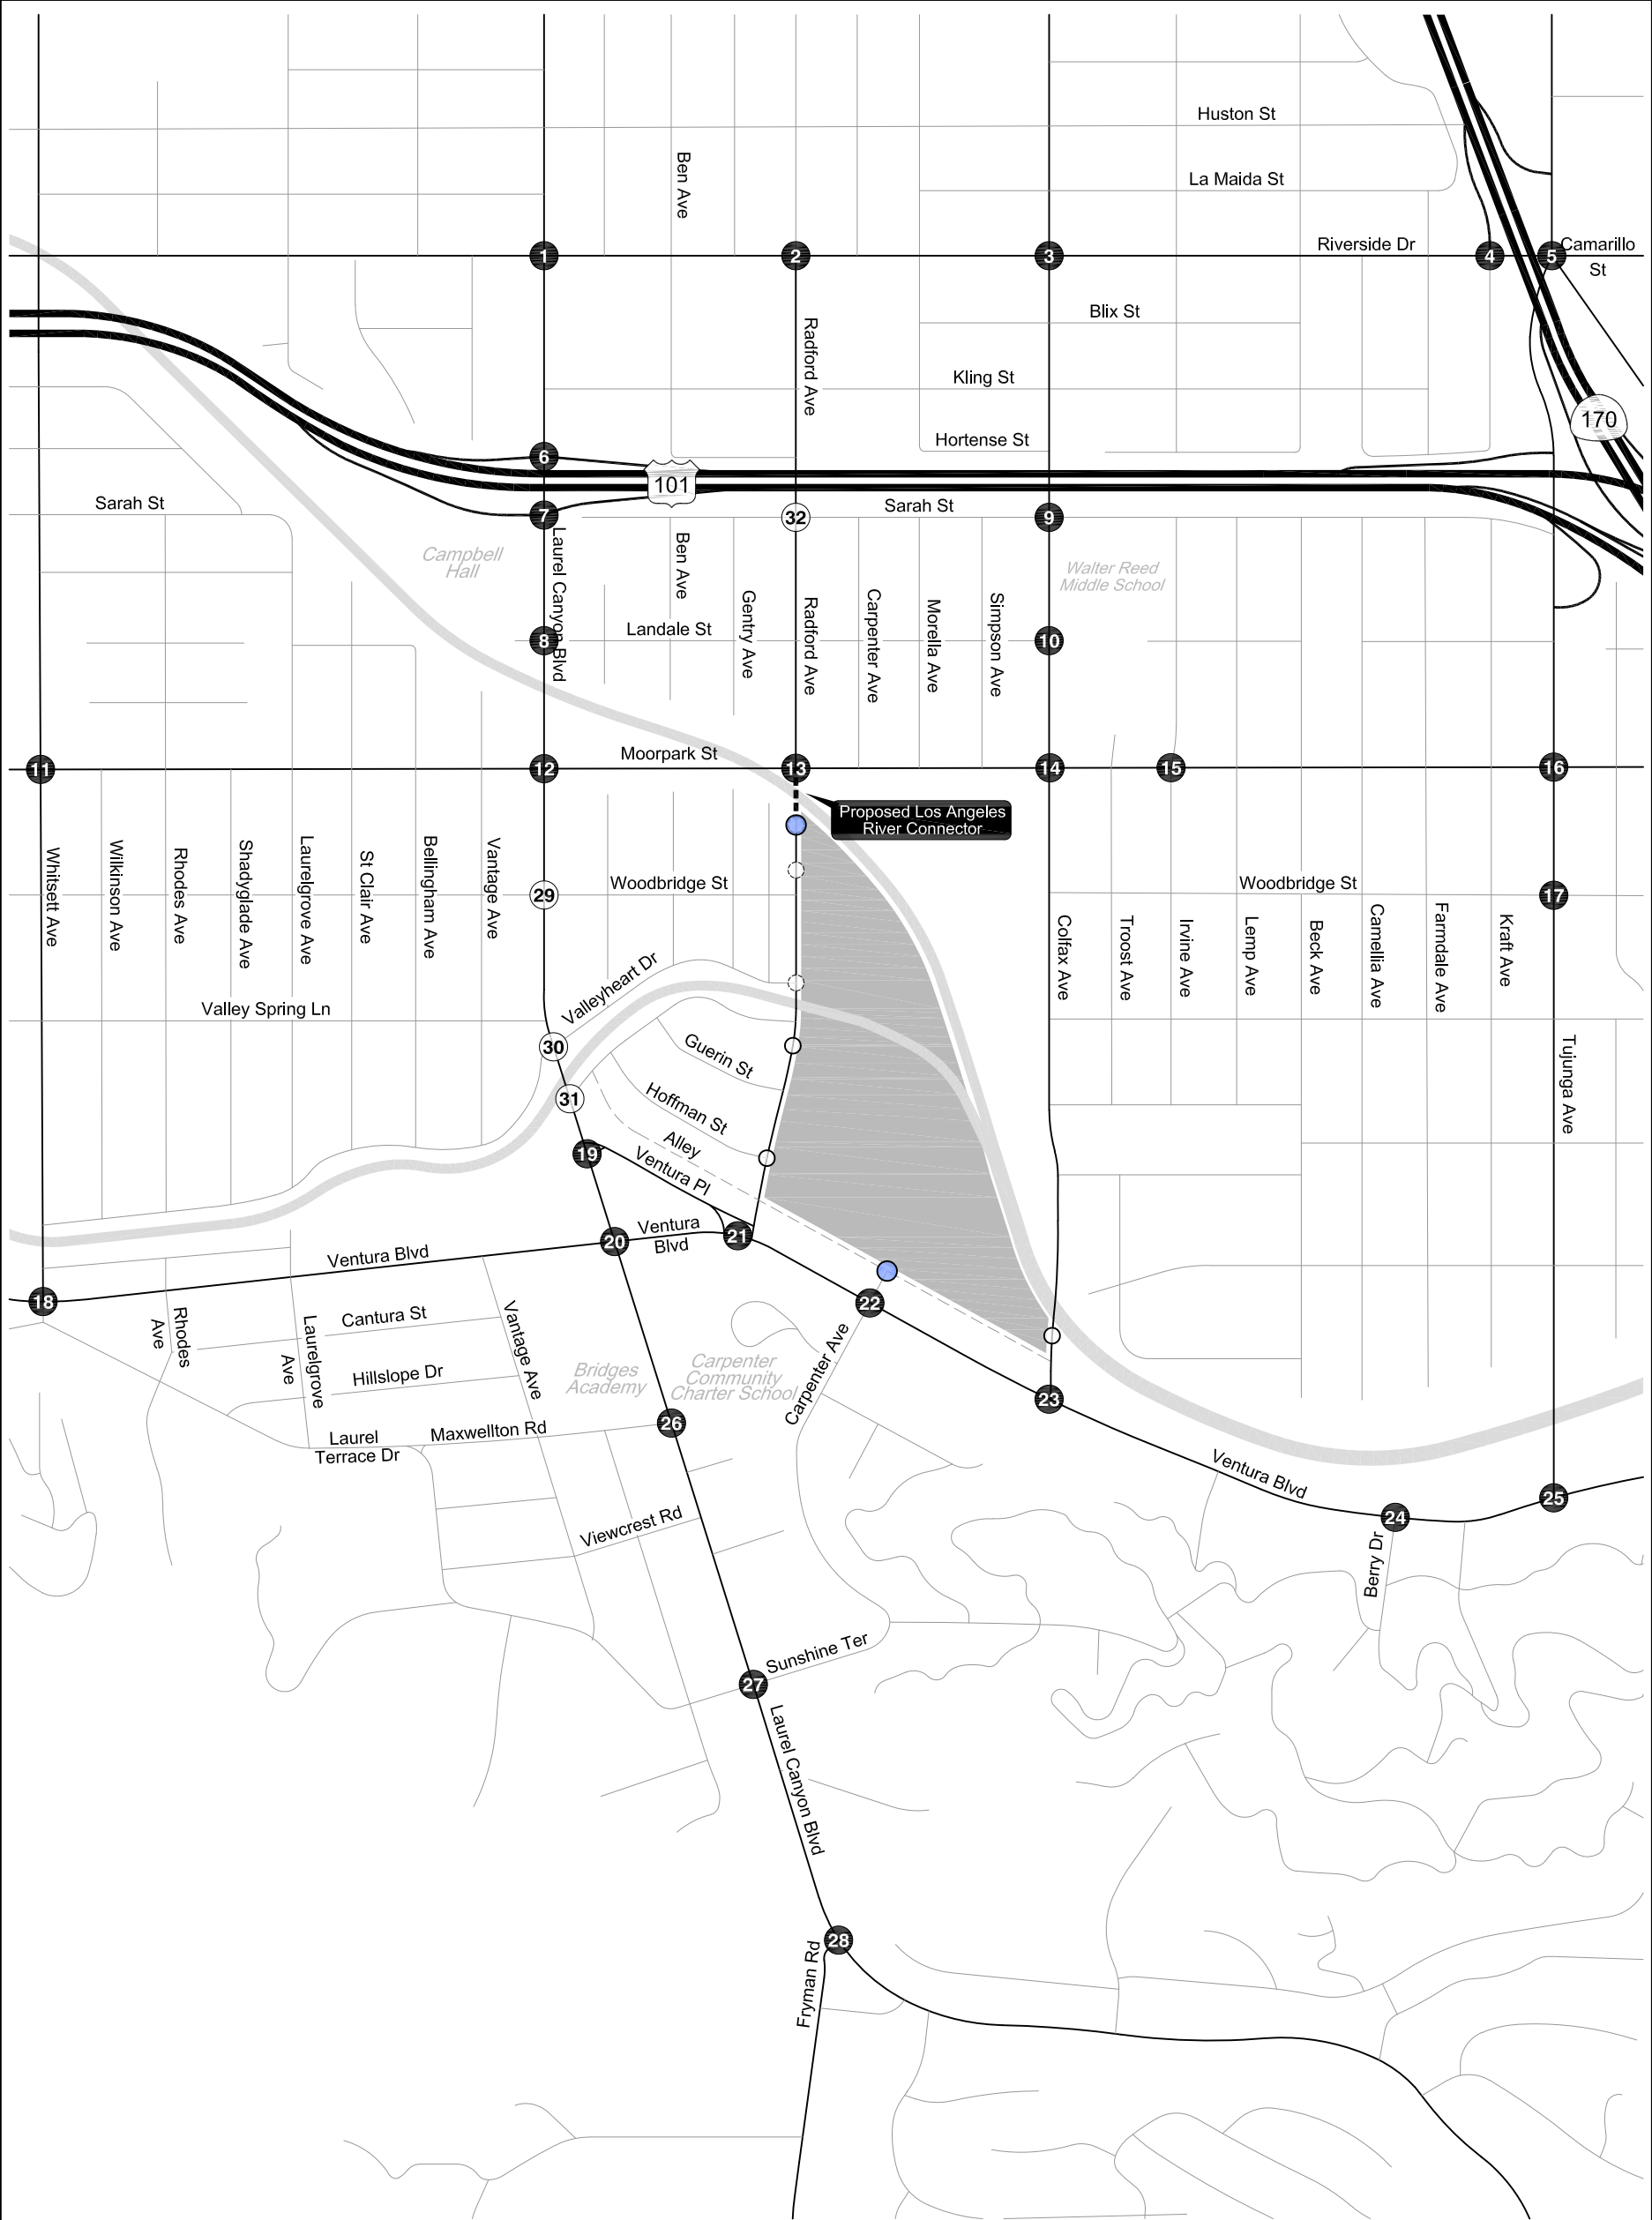 Huston St
Ben Ave
La Maida St
Riverside Dr
Camarillo
St
1
2
3
4
5
Blix St
Radford Ave
Kling St
170
Hortense St
6
101
Sarah St
7
32
Sarah St
9
Campbell
Hall
Laurel Canyon Blvd
Ben Ave
Walter Reed
Middle School
Gentry Ave
Radford Ave
Carpenter Ave
Morella Ave
Simpson Ave
8
Landale St
10
Moorpark St
11
12
13
14
15
16
Proposed Los Angeles
River Connector
Whitsett Ave
Wilkinson Ave
Rhodes Ave
Shadyglade Ave
Laurelgrove Ave
St Clair Ave
Bellingham Ave
Vantage Ave
29
Woodbridge St
Woodbridge St
17
Colfax Ave
Troost Ave
Irvine Ave
Lemp Ave
Beck Ave
Camellia Ave
Farmdale Ave
Kraft Ave
Valleyheart Dr
Valley Spring Ln
30
Guerin St
Tujunga Ave
31
Hoffman St
Alley
19
Ventura Pl
Ventura
Blvd
20
21
Ventura Blvd
18
22
Rhodes
Ave
Laurelgrove
Ave
Cantura St
Vantage Ave
Hillslope Dr
Bridges
Academy
Carpenter
Community
Charter School
Carpenter Ave
23
26
Laurel
Terrace Dr
Maxwellton Rd
Ventura Blvd
25
24
Viewcrest Rd
Berry Dr
Sunshine Ter
27
Laurel Canyon Blvd
28
Fryman Rd